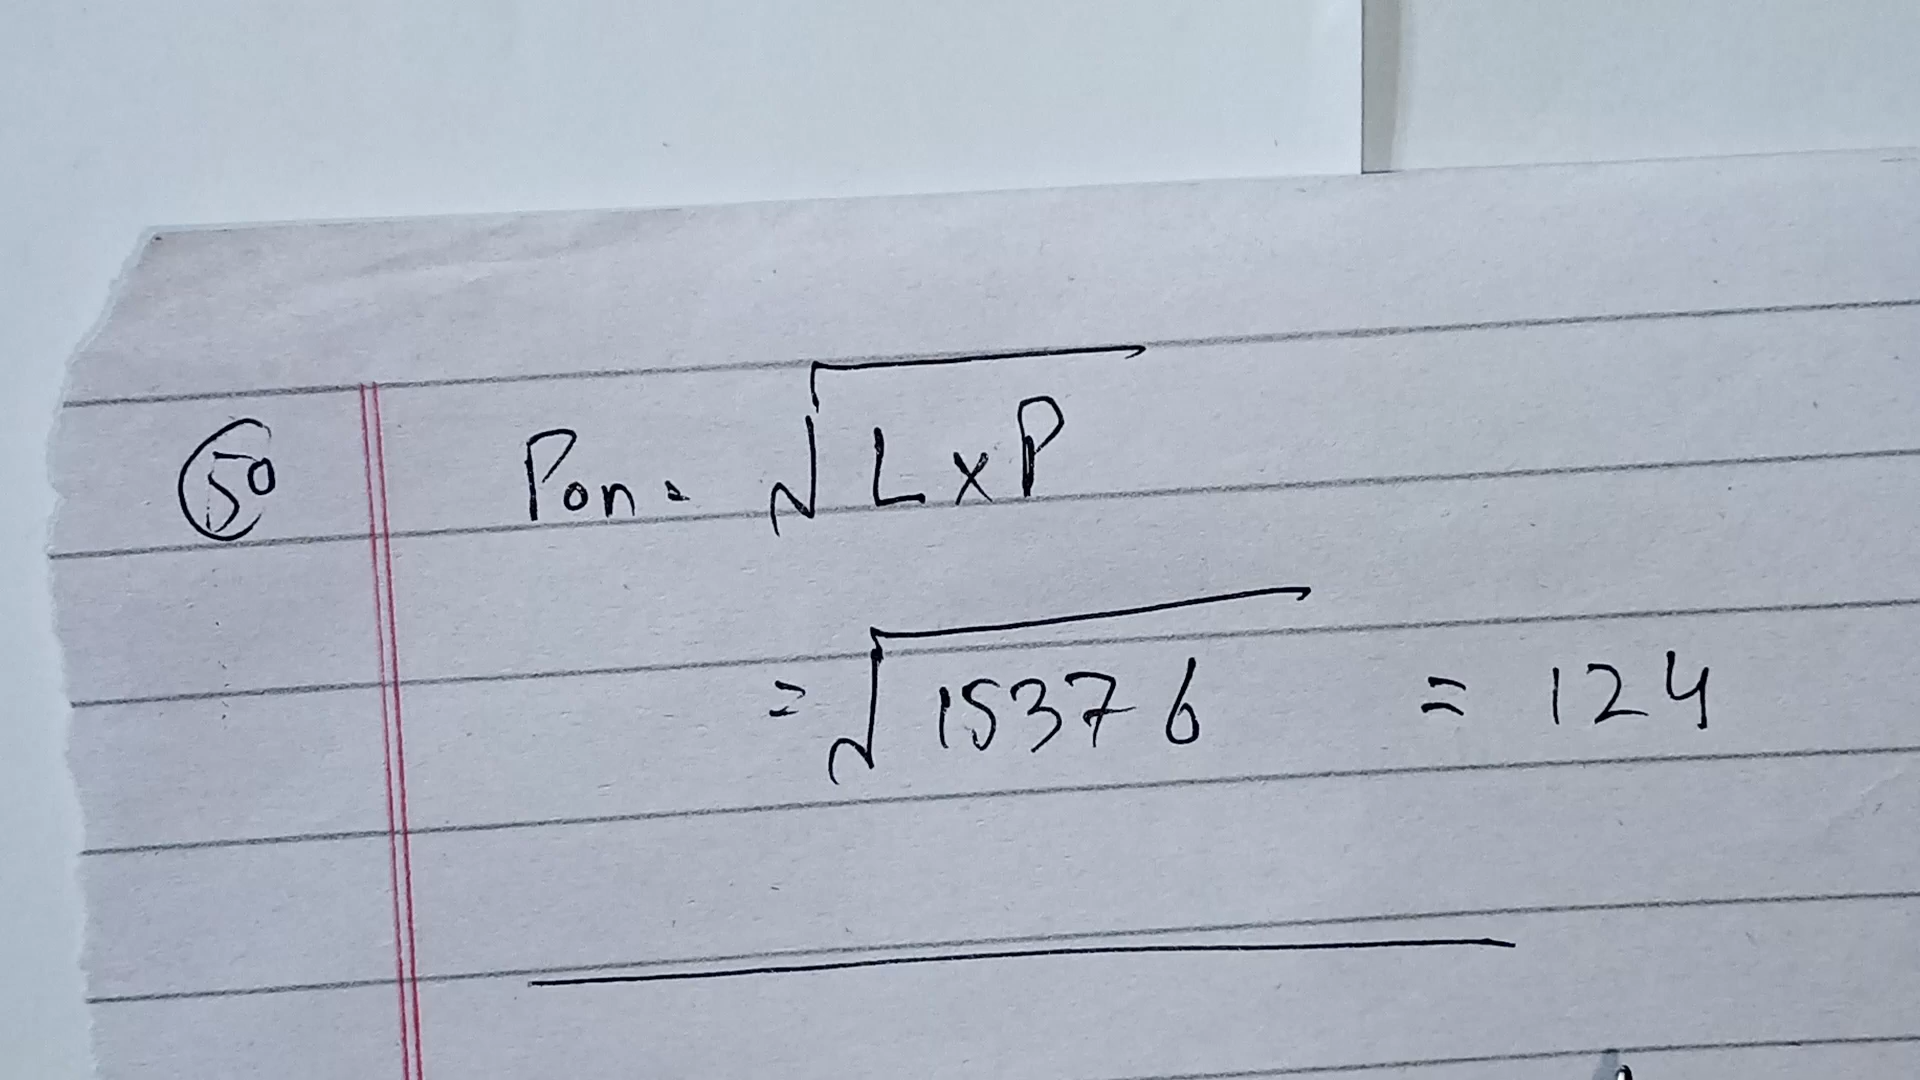 50 Pon = √L x P
= √15376 = 124